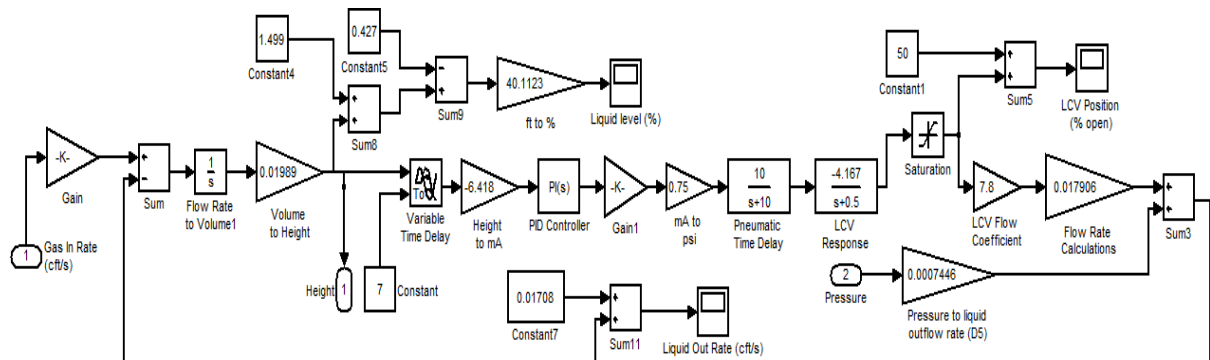 1.499
Constant4
0.427
Constant5
+
+
Sum8
−
+
Sum9
40.1123
ft to %
Liquid level (%)
50
Constant1
+
+
Sum5
LCV Position
(% open)
-K-
Gain
1
Gas In Rate
(cft/s)
+
−
Sum
1
s
Flow Rate
to Volume1
0.01989
Volume
to Height
Height
1
To
Variable
Time Delay
7
Constant
-6.418
Height
to mA
PI(s)
PID Controller
-K-
Gain1
0.75
mA to
psi
10
s+10
Pneumatic
Time Delay
-4.167
s+0.5
LCV
Response
Saturation
7.8
LCV Flow
Coefficient
0.017906
Flow Rate
Calculations
+
+
Sum3
2
Pressure
0.0007446
Pressure to liquid
outflow rate (D5)
0.01708
Constant7
+
+
Sum11
Liquid Out Rate (cft/s)